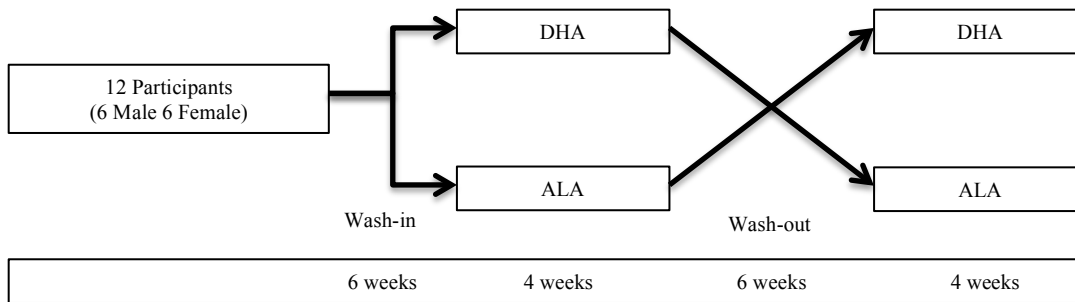 DHA
DHA
12 Participants
(6 Male 6 Female)
ALA
ALA
Wash-in
Wash-out
6 weeks
4 weeks
6 weeks
4 weeks